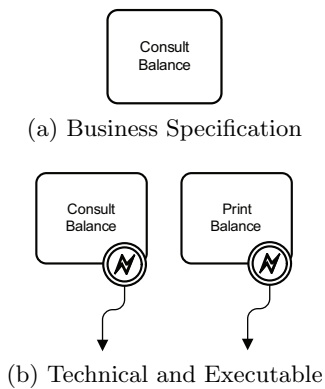 Consult
Balance
(a) Business Specification
Consult
Balance
Print
Balance
(b) Technical and Executable